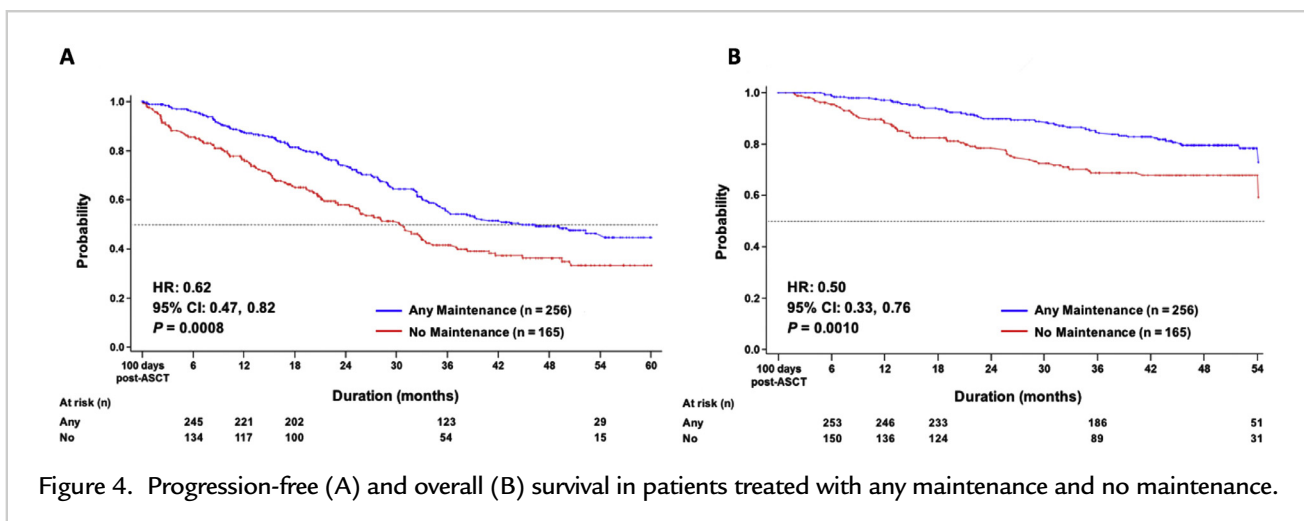 A
1.0
0.8
0.6
0.4
0.2
0.0
Probability
HR: 0.62
95% CI: 0.47, 0.82
P = 0.0008
Any Maintenance (n = 256)
No Maintenance (n = 165)
100 days post-ASCT 6 12 18 24 30 36 42 48 54 60
Duration (months)
At risk (n)
Any 245 221 202 123 29
No 134 117 100 54 15
B
1.0
0.8
0.6
0.4
0.2
0.0
Probability
HR: 0.50
95% CI: 0.33, 0.76
P = 0.0010
Any Maintenance (n = 256)
No Maintenance (n = 165)
100 days post-ASCT 6 12 18 24 30 36 42 54
Duration (months)
At risk (n)
Any 253 246 233 186 51
No 150 136 124 89 31
Figure 4. Progression-free (A) and overall (B) survival in patients treated with any maintenance and no maintenance.